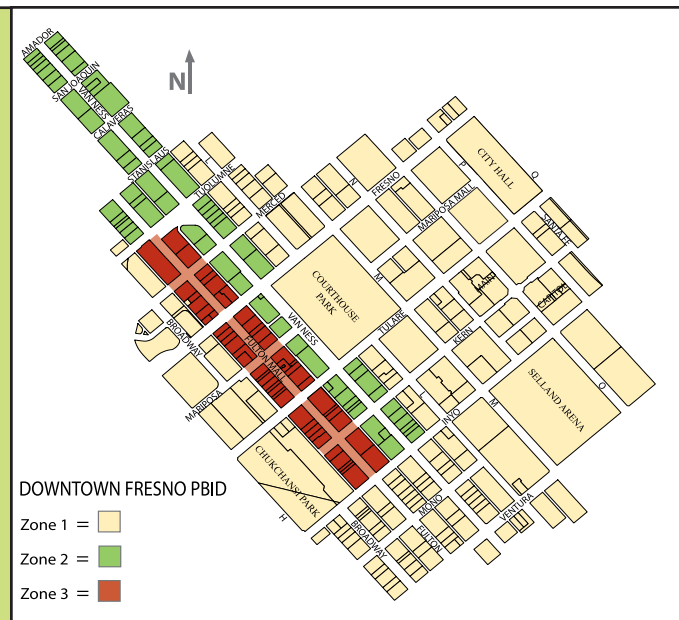 AMADOR
SAN JOAQUIN
VAN NESS
CALAVERAS
STANISLAUS
TUOLUMNE
MERCED
N
N
FRESNO
P
CITY HALL
Q
MARIPOSA MALL
SANTA FE
M
COURTHOUSE
PARK
TULARE
KERN
VAN NESS
BROADWAY
FULTON MALL
MARIPOSA
M
O
SELLAND ARENA
INYO
CHUKCHANSI PARK
H
MONO
VENTURA
BROADWAY
FULTON
DOWNTOWN FRESNO PBID
Zone 1 =
Zone 2 =
Zone 3 =